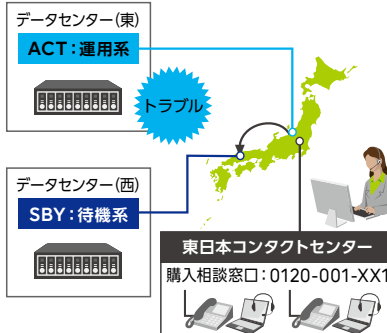 データセンター(東)
ACT:運用系
トラブル
データセンター(西)
SBY:待機系
東日本コンタクトセンター
購入相談窓口:0120-001-XX1